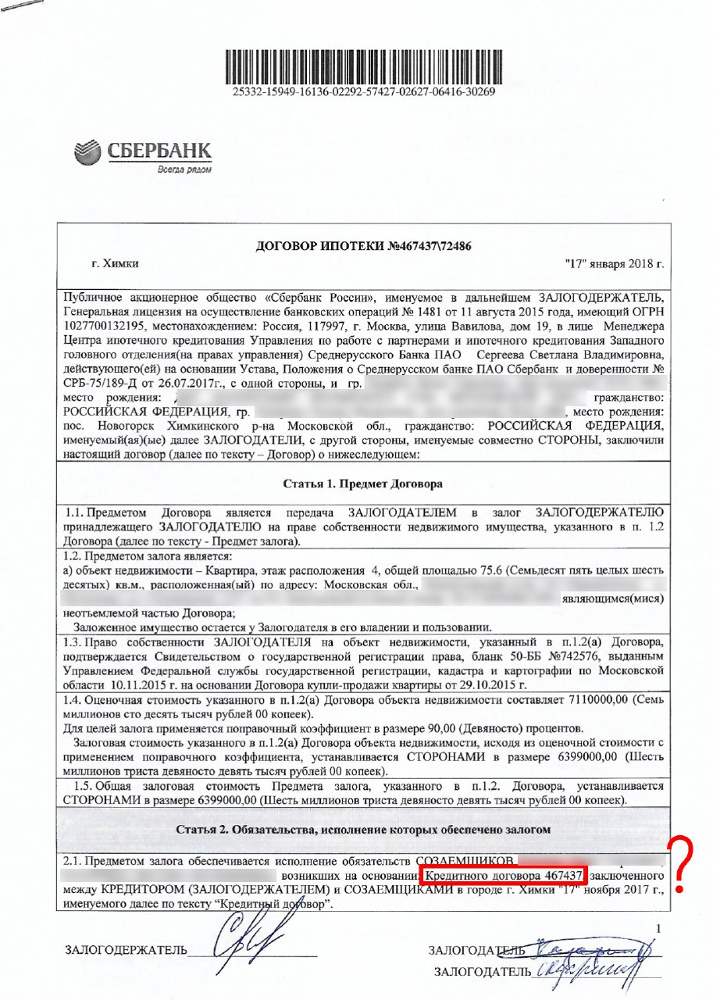 25332-15949-16136-02292-57427-02627-06416-30269
СБЕРБАНК
Всегда рядом
ДОГОВОР ИПОТЕКИ №467437\72486
г. Химки "17" января 2018 г.
Публичное акционерное общество «Сбербанк России», именуемое в дальнейшем ЗАЛОГОДЕРЖАТЕЛЬ,
Генеральная лицензия на осуществление банковских операций № 1481 от 11 августа 2015 года, имеющий ОГРН
1027700132195, местонахождением: Россия, 117997, г. Москва, улица Вавилова, дом 19, в лице Менеджера
Центра ипотечного кредитования Управления по работе с партнерами и ипотечного кредитования Западного
головного отделения(на правах управления) Среднерусского Банка ПАО Сергеева Светлана Владимировна,
действующего(ей) на основании Устава, Положения о Среднерусском банке ПАО Сбербанк и доверенности №
СРБ-75/189-Д от 26.07.2017г., с одной стороны, и гр.
место рождения: гражданство:
РОССИЙСКАЯ ФЕДЕРАЦИЯ, гр. , место рождения:
пос. Новогорск Химкинского р-на Московской обл., гражданство: РОССИЙСКАЯ ФЕДЕРАЦИЯ,
именуемый(ая)(ые) далее ЗАЛОГОДАТЕЛИ, с другой стороны, именуемые совместно СТОРОНЫ, заключили
настоящий договор (далее по тексту – Договор) о нижеследующем:
Статья 1. Предмет Договора
1.1. Предметом Договора является передача ЗАЛОГОДАТЕЛЕМ в залог ЗАЛОГОДЕРЖАТЕЛЮ
принадлежащего ЗАЛОГОДАТЕЛЮ на праве собственности недвижимого имущества, указанного в п. 1.2
Договора (далее по тексту - Предмет залога).
1.2. Предметом залога является:
а) объект недвижимости – Квартира, этаж расположения 4, общей площадью 75.6 (Семьдесят пять целых шесть
десятых) кв.м., расположенная(ый) по адресу: Московская обл.,
являющимся(мися)
неотъемлемой частью Договора;
Заложенное имущество остается у Залогодателя в его владении и пользовании.
1.3. Право собственности ЗАЛОГОДАТЕЛЯ на объект недвижимости, указанный в п.1.2(а) Договора,
подтверждается Свидетельством о государственной регистрации права, бланк 50-ББ №742576, выданным
Управлением Федеральной службы государственной регистрации, кадастра и картографии по Московской
области 10.11.2015 г. на основании Договора купли-продажи квартиры от 29.10.2015 г.
1.4. Оценочная стоимость указанного в п.1.2(а) Договора объекта недвижимости составляет 7110000,00 (Семь
миллионов сто десять тысяч рублей 00 копеек).
Для целей залога применяется поправочный коэффициент в размере 90,00 (Девяносто) процентов.
Залоговая стоимость указанного в п.1.2(а) Договора объекта недвижимости, исходя из оценочной стоимости с
применением поправочного коэффициента, устанавливается СТОРОНАМИ в размере 6399000,00 (Шесть
миллионов триста девяносто девять тысяч рублей 00 копеек).
1.5. Общая залоговая стоимость Предмета залога, указанного в п.1.2. Договора, устанавливается
СТОРОНАМИ в размере 6399000,00 (Шесть миллионов триста девяносто девять тысяч рублей 00 копеек).
Статья 2. Обязательства, исполнение которых обеспечено залогом
2.1. Предметом залога обеспечивается исполнение обязательств СОЗАЕМЩИКОВ
возникших на основании Кредитного договора 467437, заключенного
между КРЕДИТОРОМ (ЗАЛОГОДЕРЖАТЕЛЕМ) и СОЗАЕМЩИКАМИ в городе г. Химки "17" ноября 2017 г.,
именуемого далее по тексту “Кредитный договор”.
?
1
ЗАЛОГОДЕРЖАТЕЛЬ ЗАЛОГОДАТЕЛЬ
ЗАЛОГОДАТЕЛЬ